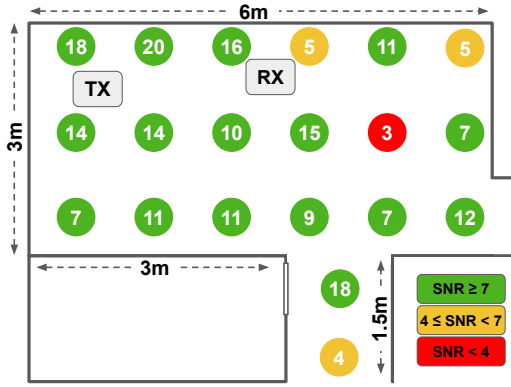 6m
18 20 16 5 11 5
TX RX
3m
14 14 10 15 3 7
7 11 11 9 7 12
3m
18
1.5m
4
SNR ≥ 7
4 ≤ SNR < 7
SNR < 4